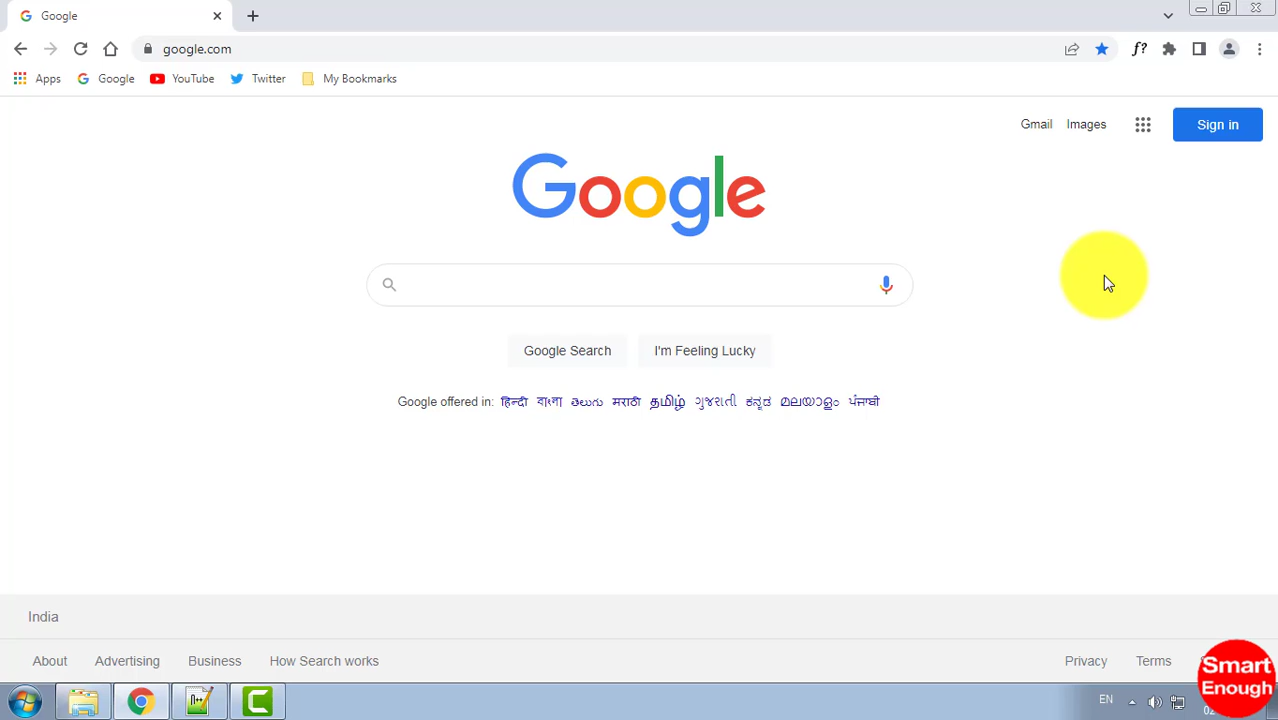 Google
google.com
f?
Apps Google YouTube Twitter My Bookmarks
Gmail Images Sign in
Google
Google Search I'm Feeling Lucky
Google offered in: हिन्दी বাংলা తెలుగు मराठी தமிழ் ગુજરાતી ಕನ್ನಡ മലയാളം ਪੰਜਾਬੀ
India
About Advertising Business How Search works Privacy Terms
Smart
Enough
EN